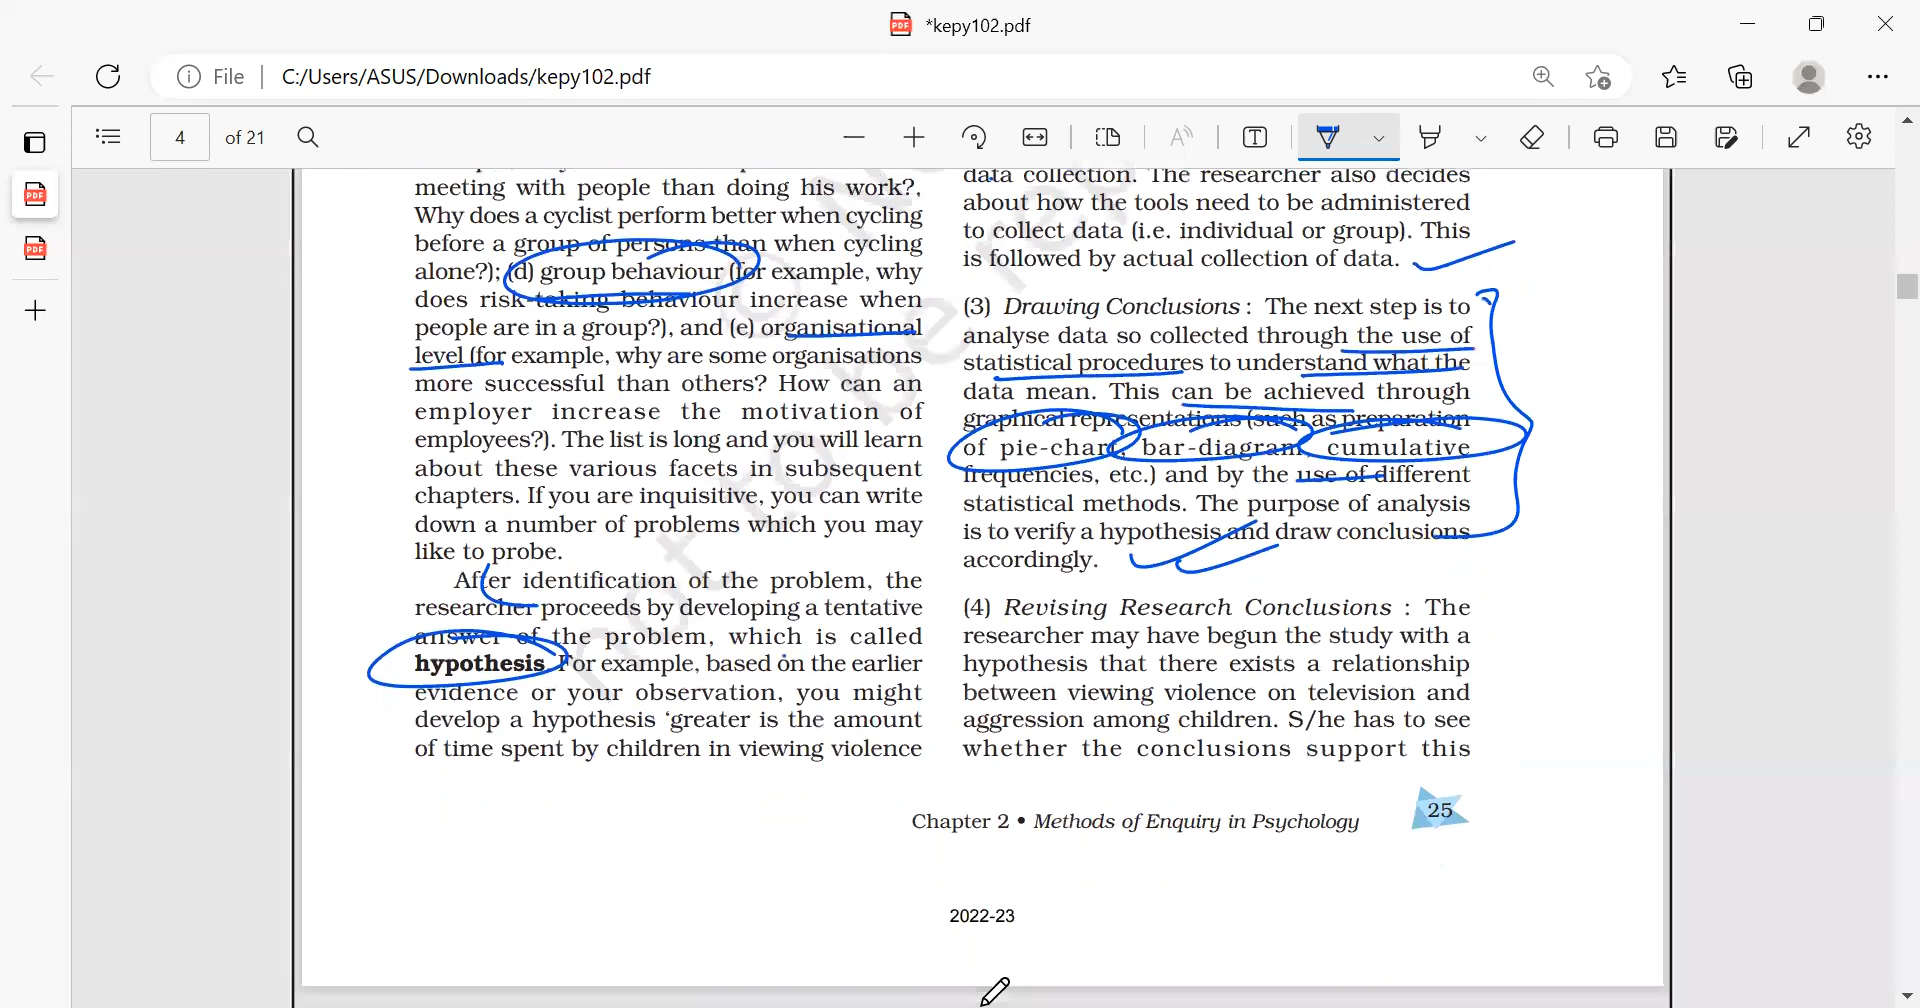 *kepy102.pdf
File
C:/Users/ASUS/Downloads/kepy102.pdf
4 of 21
meeting with people than doing his work?,
Why does a cyclist perform better when cycling
before a group of persons than when cycling
alone?); (d) group behaviour (for example, why
does risk-taking behaviour increase when
people are in a group?), and (e) organisational
level (for example, why are some organisations
more successful than others? How can an
employer increase the motivation of
employees?). The list is long and you will learn
about these various facets in subsequent
chapters. If you are inquisitive, you can write
down a number of problems which you may
like to probe.
After identification of the problem, the
researcher proceeds by developing a tentative
answer of the problem, which is called
hypothesis. For example, based on the earlier
evidence or your observation, you might
develop a hypothesis ‘greater is the amount
of time spent by children in viewing violence
data collection. The researcher also decides
about how the tools need to be administered
to collect data (i.e. individual or group). This
is followed by actual collection of data.
(3) Drawing Conclusions : The next step is to
analyse data so collected through the use of
statistical procedures to understand what the
data mean. This can be achieved through
graphical representations (such as preparation
of pie-chart, bar-diagram, cumulative
frequencies, etc.) and by the use of different
statistical methods. The purpose of analysis
is to verify a hypothesis and draw conclusions
accordingly.
(4) Revising Research Conclusions : The
researcher may have begun the study with a
hypothesis that there exists a relationship
between viewing violence on television and
aggression among children. S/he has to see
whether the conclusions support this
not to be rep
Chapter 2 • Methods of Enquiry in Psychology
25
2022-23